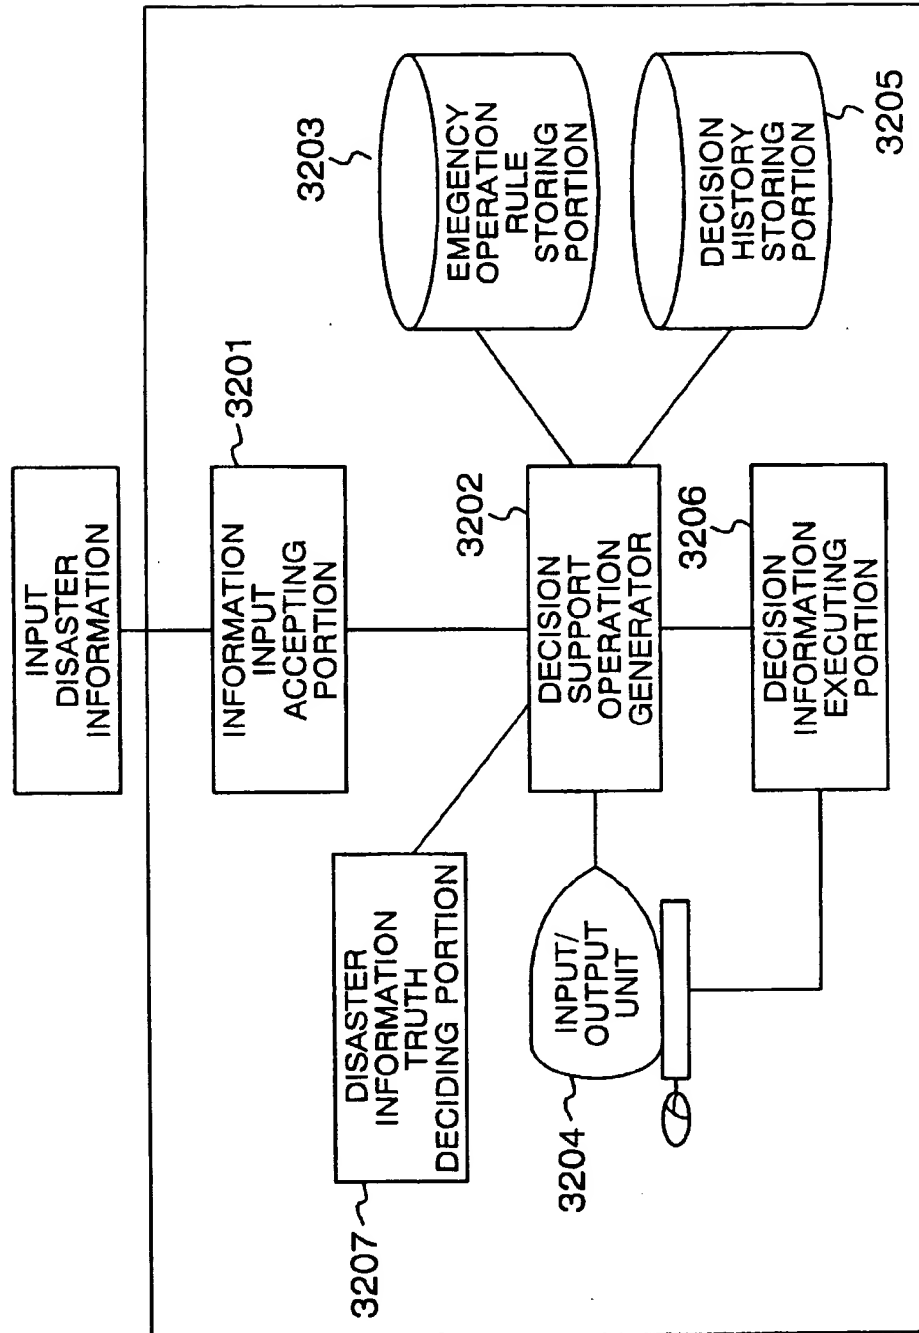 INPUT
DISASTER
INFORMATION
INFORMATION
INPUT
ACCEPTING
PORTION
3201
DISASTER
INFORMATION
TRUTH
DECIDING PORTION
3207
DECISION
SUPPORT
OPERATION
GENERATOR
3202
EMEGENCY
OPERATION
RULE
STORING
PORTION
3203
INPUT/
OUTPUT
UNIT
3204
DECISION
INFORMATION
EXECUTING
PORTION
3206
DECISION
HISTORY
STORING
PORTION
3205